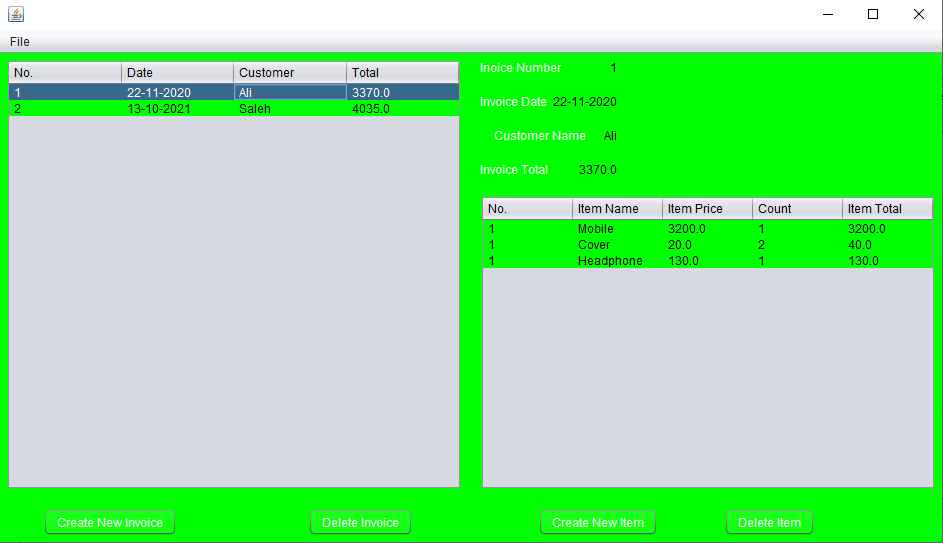 File
No. Date Customer Total
1 22-11-2020 Ali 3370.0
2 13-10-2021 Saleh 4035.0
Inoice Number 1
Invoice Date 22-11-2020
Customer Name Ali
Invoice Total 3370.0
No. Item Name Item Price Count Item Total
1 Mobile 3200.0 1 3200.0
1 Cover 20.0 2 40.0
1 Headphone 130.0 1 130.0
Create New Invoice Delete Invoice Create New Item Delete Item